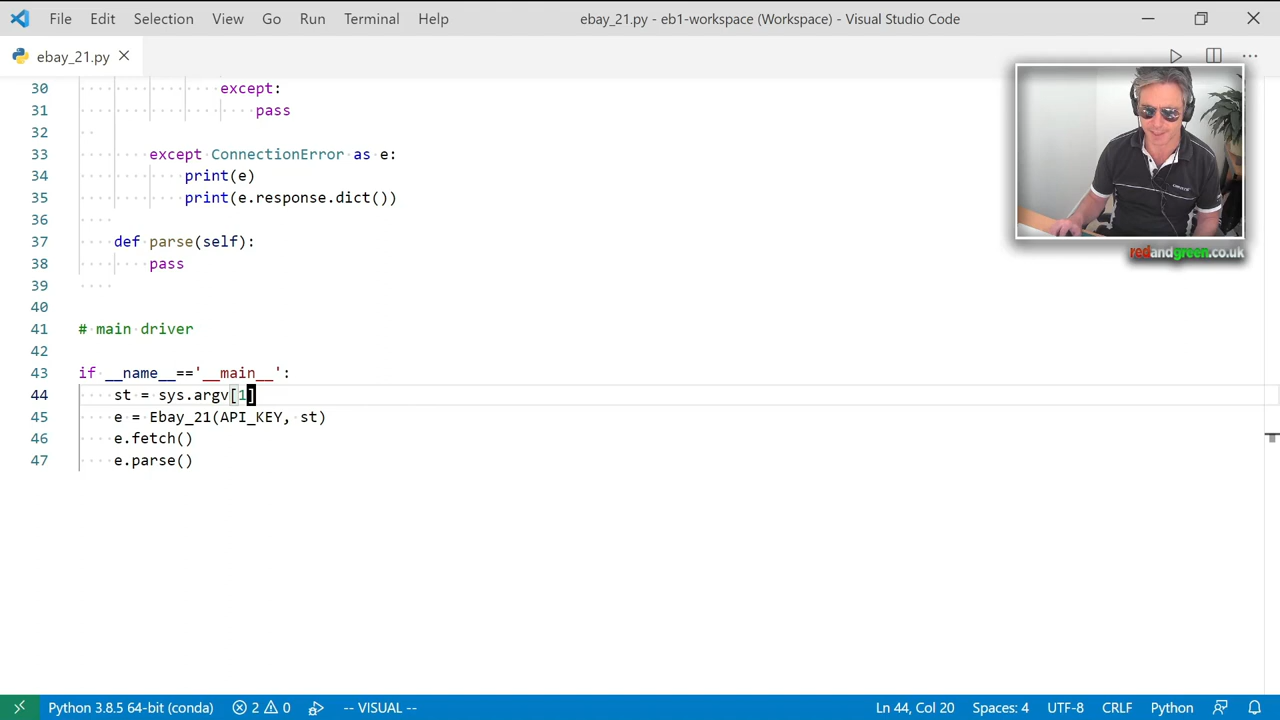 File Edit Selection View Go Run Terminal Help ebay_21.py - eb1-workspace (Workspace) - Visual Studio Code
ebay_21.py
30 except:
31 pass
32
33 except ConnectionError as e:
34 print(e)
35 print(e.response.dict())
36
37 def parse(self):
38 pass
39
40
41 # main driver
42
43 if __name__=='__main__':
44 st = sys.argv[1]
45 e = Ebay_21(API_KEY, st)
46 e.fetch()
47 e.parse()
redandgreen.co.uk
Python 3.8.5 64-bit (conda) 2 0 -- VISUAL -- Ln 44, Col 20 Spaces: 4 UTF-8 CRLF Python